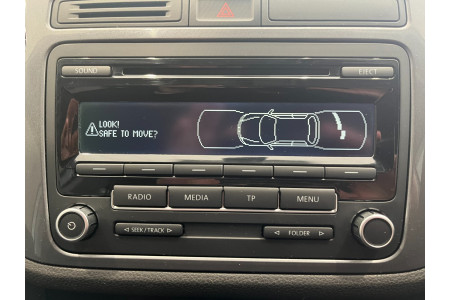 SOUND
EJECT
LOOK!
SAFE TO MOVE?
RADIO
MEDIA
TP
MENU
SEEK / TRACK
FOLDER